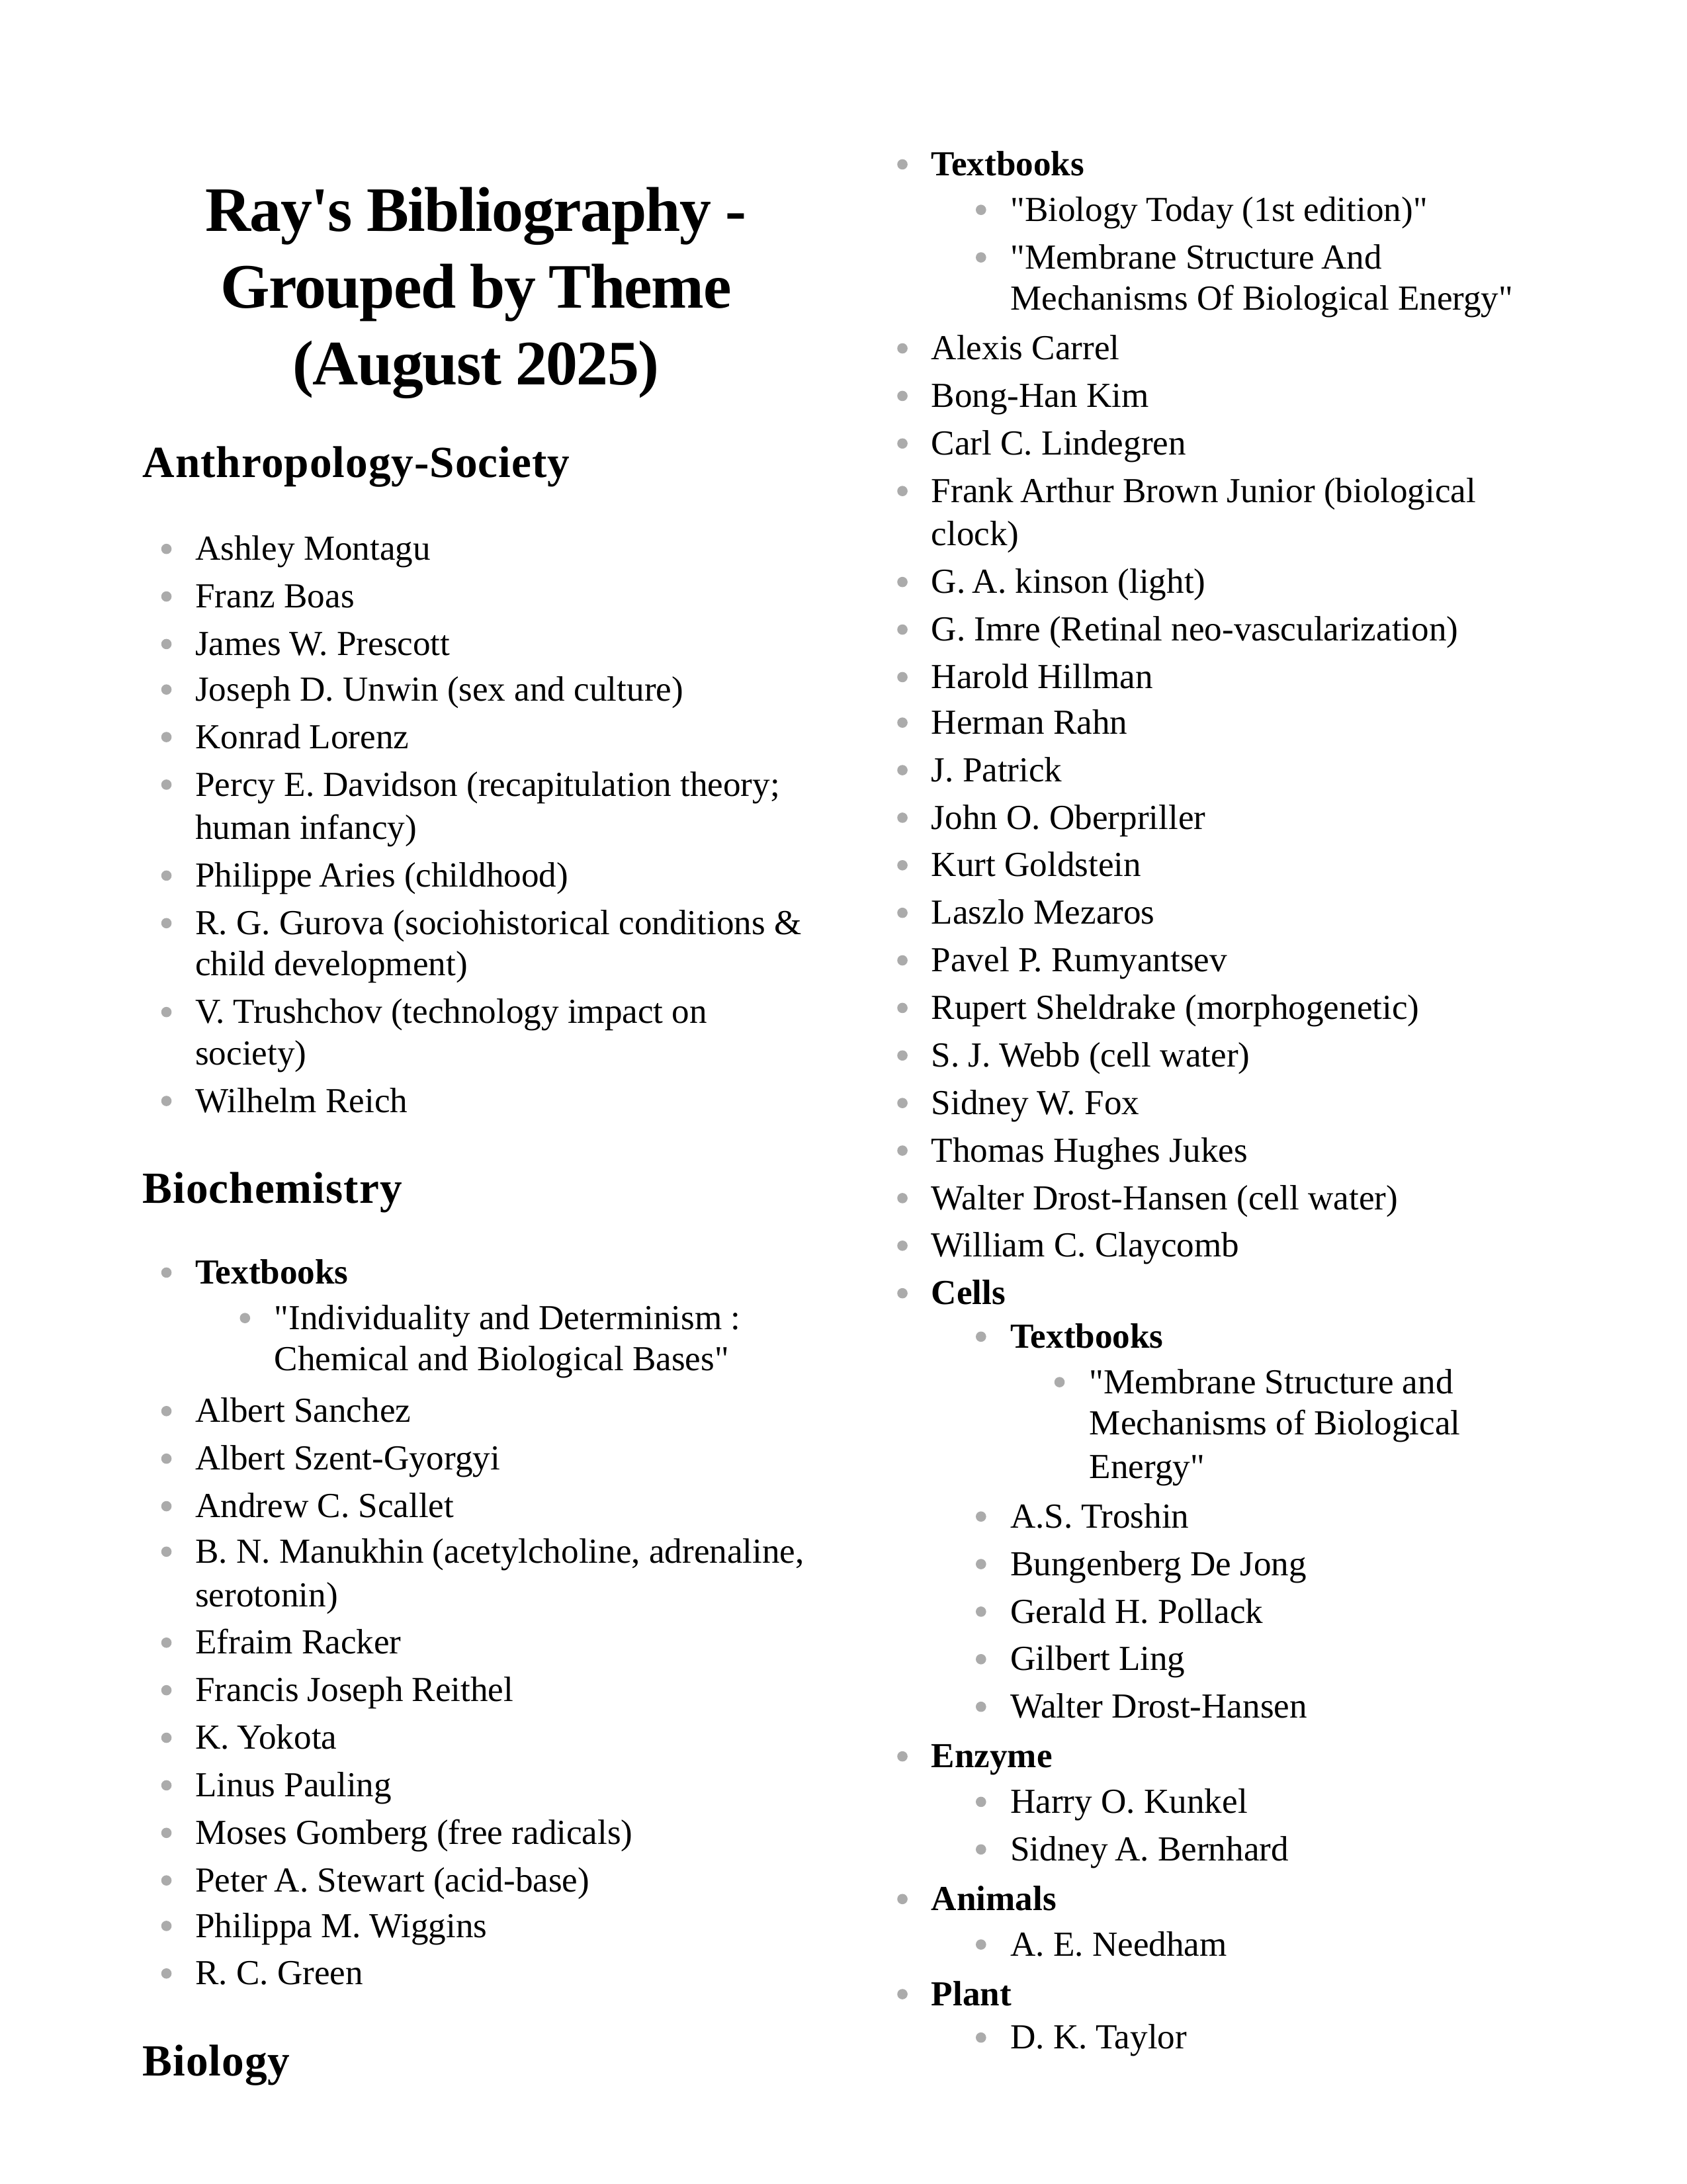 Ray's Bibliography -
Grouped by Theme
(August 2025)
Anthropology-Society
Ashley Montagu
Franz Boas
James W. Prescott
Joseph D. Unwin (sex and culture)
Konrad Lorenz
Percy E. Davidson (recapitulation theory;
human infancy)
Philippe Aries (childhood)
R. G. Gurova (sociohistorical conditions &
child development)
V. Trushchov (technology impact on
society)
Wilhelm Reich
Biochemistry
Textbooks
"Individuality and Determinism :
Chemical and Biological Bases"
Albert Sanchez
Albert Szent-Gyorgyi
Andrew C. Scallet
B. N. Manukhin (acetylcholine, adrenaline,
serotonin)
Efraim Racker
Francis Joseph Reithel
K. Yokota
Linus Pauling
Moses Gomberg (free radicals)
Peter A. Stewart (acid-base)
Philippa M. Wiggins
R. C. Green
Biology
Textbooks
"Biology Today (1st edition)"
"Membrane Structure And
Mechanisms Of Biological Energy"
Alexis Carrel
Bong-Han Kim
Carl C. Lindegren
Frank Arthur Brown Junior (biological
clock)
G. A. kinson (light)
G. Imre (Retinal neo-vascularization)
Harold Hillman
Herman Rahn
J. Patrick
John O. Oberpriller
Kurt Goldstein
Laszlo Mezaros
Pavel P. Rumyantsev
Rupert Sheldrake (morphogenetic)
S. J. Webb (cell water)
Sidney W. Fox
Thomas Hughes Jukes
Walter Drost-Hansen (cell water)
William C. Claycomb
Cells
Textbooks
"Membrane Structure and
Mechanisms of Biological
Energy"
A.S. Troshin
Bungenberg De Jong
Gerald H. Pollack
Gilbert Ling
Walter Drost-Hansen
Enzyme
Harry O. Kunkel
Sidney A. Bernhard
Animals
A. E. Needham
Plant
D. K. Taylor